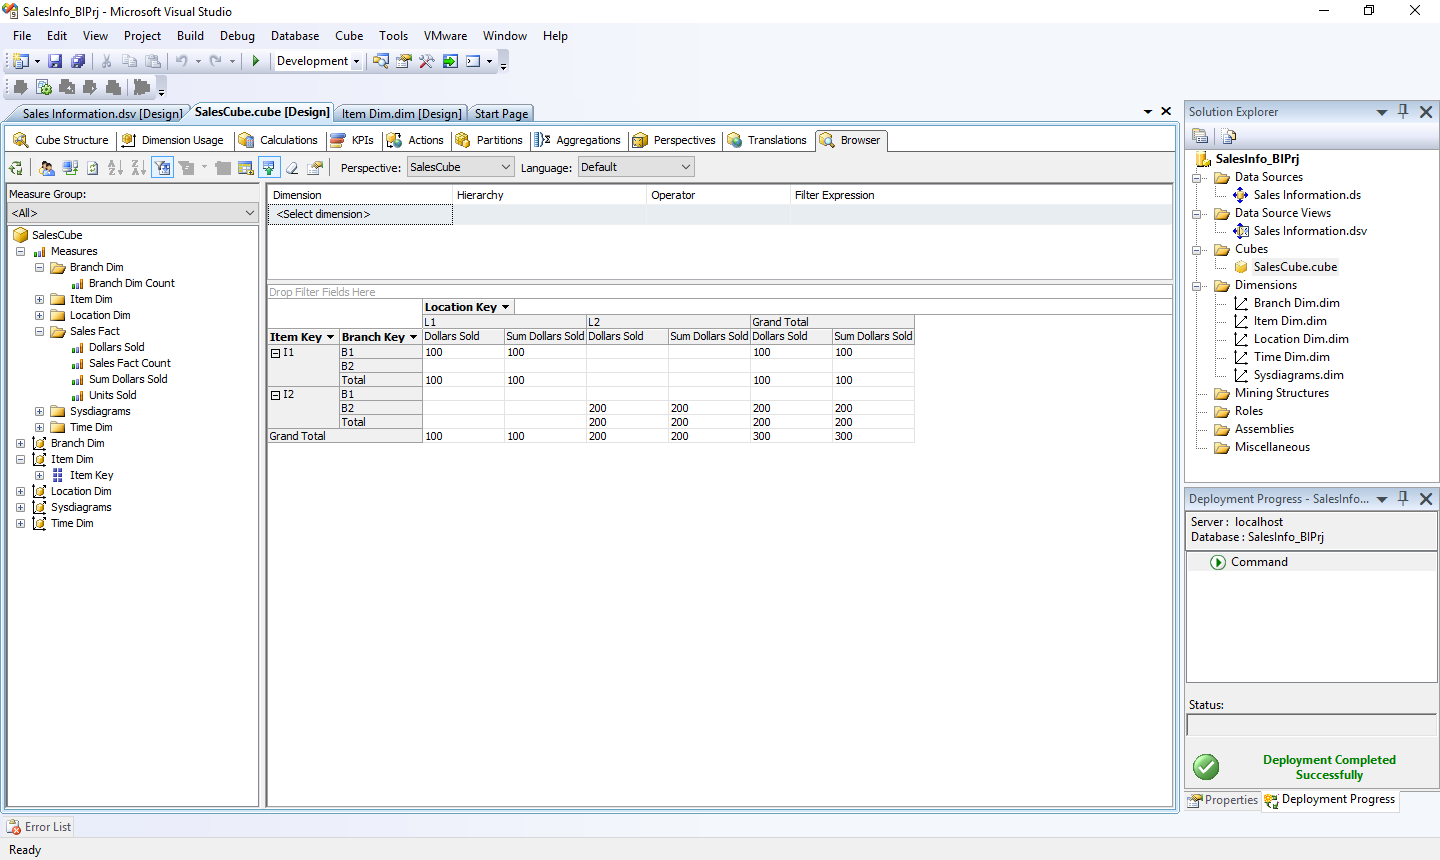 SalesInfo_BIPrj - Microsoft Visual Studio
File Edit View Project Build Debug Database Cube Tools VMware Window Help
Development
Sales Information.dsv [Design] SalesCube.cube [Design] Item Dim.dim [Design] Start Page
Cube Structure Dimension Usage Calculations KPIs Actions Partitions Aggregations Perspectives Translations Browser
Perspective: SalesCube Language: Default
Measure Group:
<All>
SalesCube
Measures
Branch Dim
Branch Dim Count
Item Dim
Location Dim
Sales Fact
Dollars Sold
Sales Fact Count
Sum Dollars Sold
Units Sold
Sysdiagrams
Time Dim
Branch Dim
Item Dim
Item Key
Location Dim
Sysdiagrams
Time Dim
Dimension Hierarchy Operator Filter Expression
<Select dimension>
Drop Filter Fields Here
Location Key
L1 L2 Grand Total
Item Key Branch Key Dollars Sold Sum Dollars Sold Dollars Sold Sum Dollars Sold Dollars Sold Sum Dollars Sold
I1 B1 100 100 100 100
B2
Total 100 100 100 100
I2 B1
B2 200 200 200 200
Total 200 200 200 200
Grand Total 100 100 200 200 300 300
Solution Explorer
SalesInfo_BIPrj
Data Sources
Sales Information.ds
Data Source Views
Sales Information.dsv
Cubes
SalesCube.cube
Dimensions
Branch Dim.dim
Item Dim.dim
Location Dim.dim
Time Dim.dim
Sysdiagrams.dim
Mining Structures
Roles
Assemblies
Miscellaneous
Deployment Progress - SalesInfo...
Server : localhost
Database : SalesInfo_BIPrj
Command
Status:
Deployment Completed
Successfully
Properties Deployment Progress
Error List
Ready